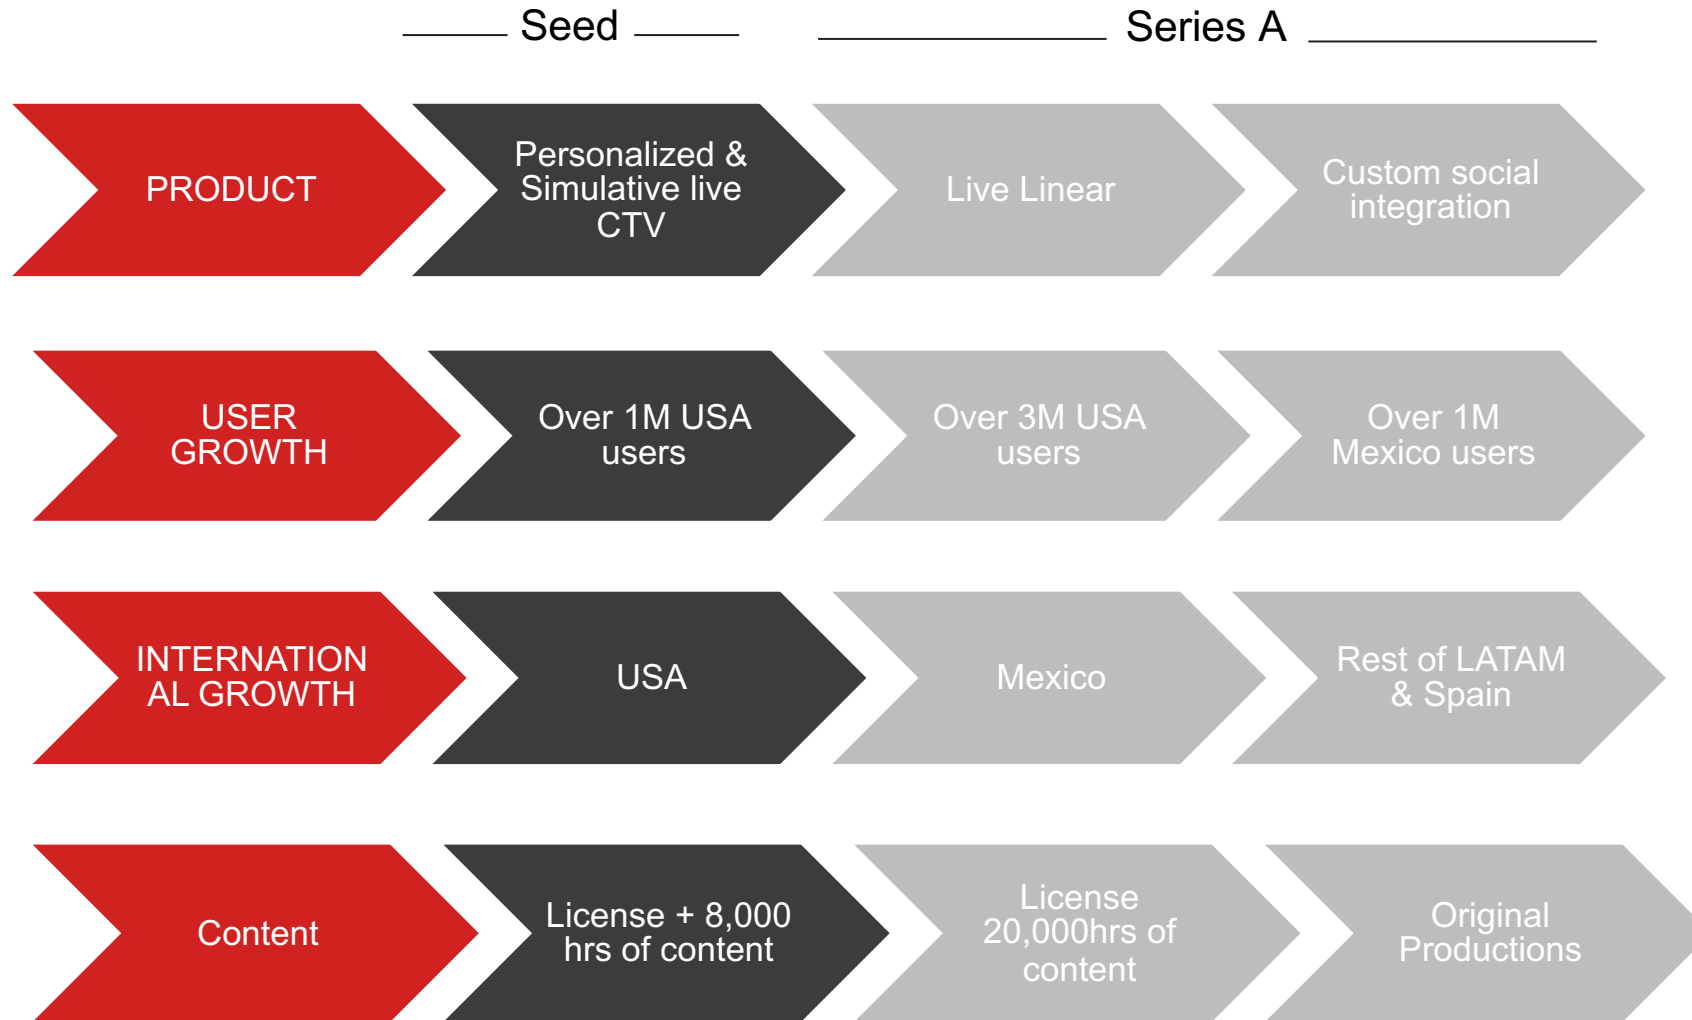 Seed
Series A
PRODUCT
Personalized &
Simulative live
CTV
Live Linear
Custom social
integration
USER
GROWTH
Over 1M USA
users
Over 3M USA
users
Over 1M
Mexico users
INTERNATION
AL GROWTH
USA
Mexico
Rest of LATAM
& Spain
Content
License + 8,000
hrs of content
License
20,000hrs of
content
Original
Productions